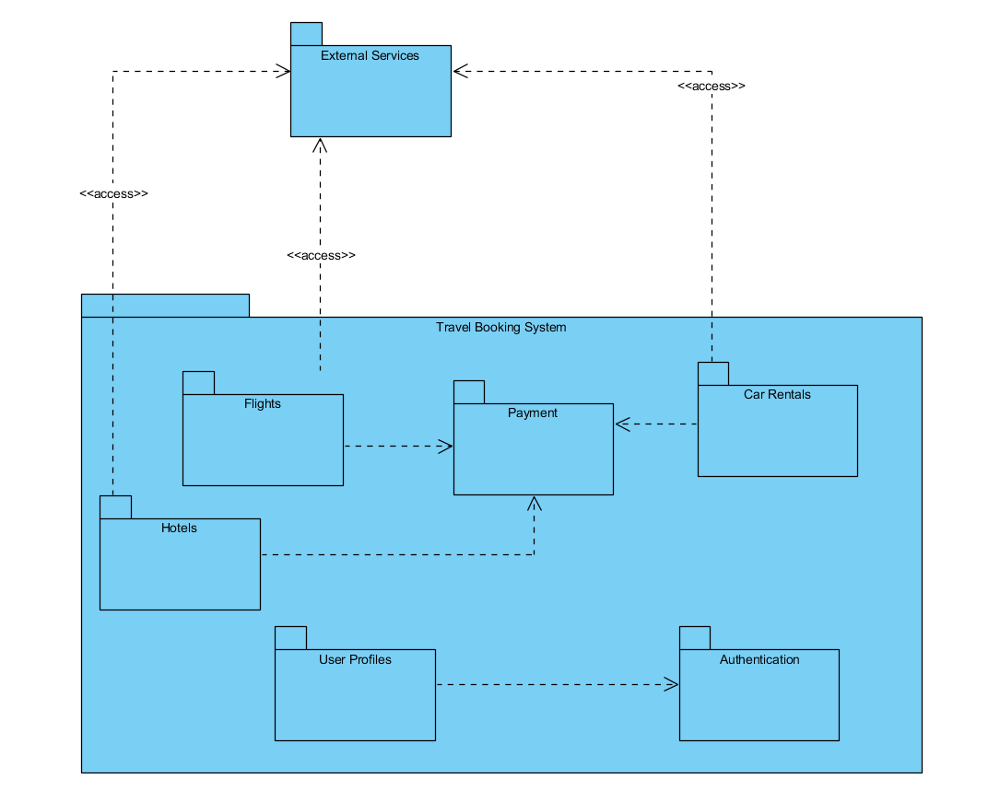 External Services
<<access>>
<<access>>
<<access>>
Travel Booking System
Flights
Payment
Car Rentals
Hotels
User Profiles
Authentication